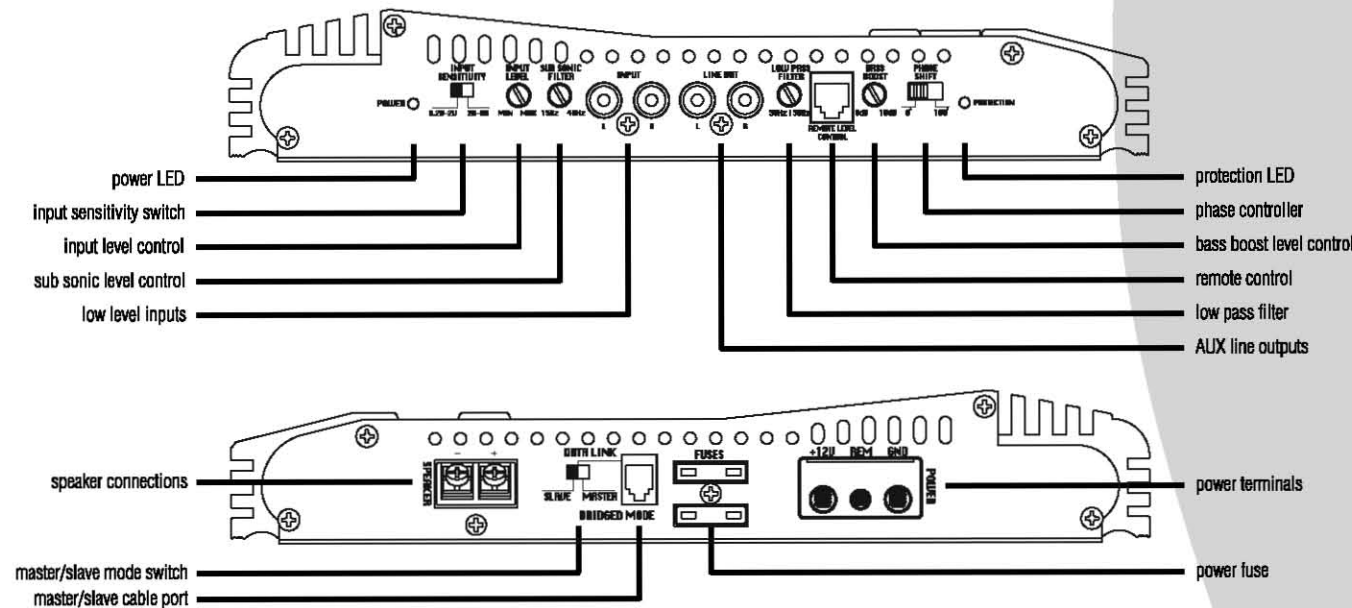 INPUT
SENSITIVITY
INPUT
LEVEL
SUB SONIC
FILTER
INPUT
LINE OUT
LOW PASS
FILTER
BASS
BOOST
PHASE
SHIFT
POWER
0.2V-2V
MIN MAX
15Hz 40Hz
L R
L R
50Hz 150Hz
REMOTE LEVEL
CONTROL
0dB 10dB
0° 180°
PROTECTION
power LED
input sensitivity switch
input level control
sub sonic level control
low level inputs
protection LED
phase controller
bass boost level control
remote control
low pass filter
AUX line outputs
SPEAKER
- +
DATA LINK
SLAVE MASTER
BRIDGED MODE
FUSES
+12V REM GND
POWER
speaker connections
power terminals
master/slave mode switch
master/slave cable port
power fuse